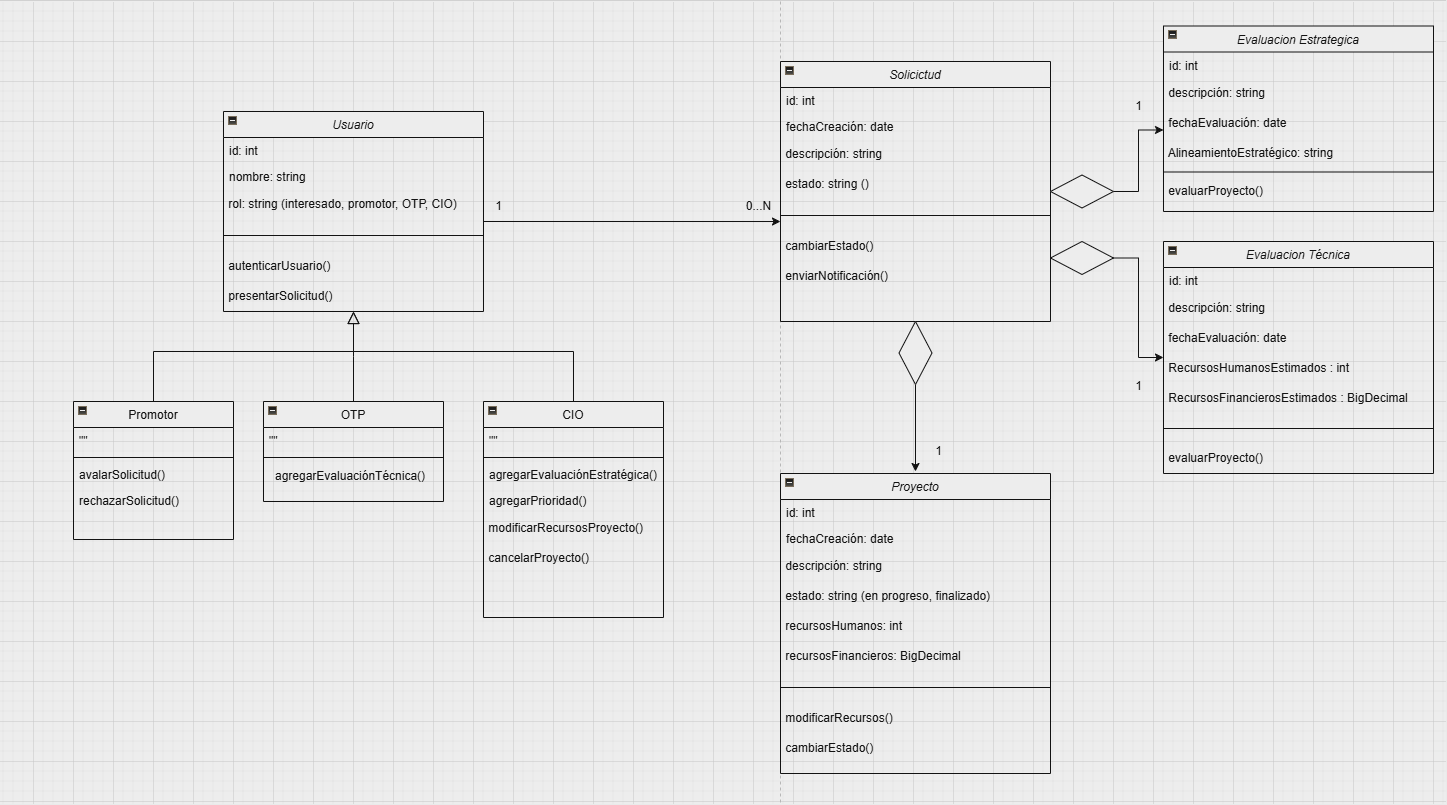 Usuario
id: int
nombre: string
rol: string (interesado, promotor, OTP, CIO)
autenticarUsuario()
presentarSolicitud()
1
0...N
Promotor
""
avalarSolicitud()
rechazarSolicitud()
OTP
""
agregarEvaluaciónTécnica()
CIO
""
agregarEvaluaciónEstratégica()
agregarPrioridad()
modificarRecursosProyecto()
cancelarProyecto()
Solicictud
id: int
fechaCreación: date
descripción: string
estado: string ()
cambiarEstado()
enviarNotificación()
1
Evaluacion Estrategica
id: int
descripción: string
fechaEvaluación: date
AlineamientoEstratégico: string
evaluarProyecto()
1
Evaluacion Técnica
id: int
descripción: string
fechaEvaluación: date
RecursosHumanosEstimados : int
RecursosFinancierosEstimados : BigDecimal
evaluarProyecto()
1
Proyecto
id: int
fechaCreación: date
descripción: string
estado: string (en progreso, finalizado)
recursosHumanos: int
recursosFinancieros: BigDecimal
modificarRecursos()
cambiarEstado()